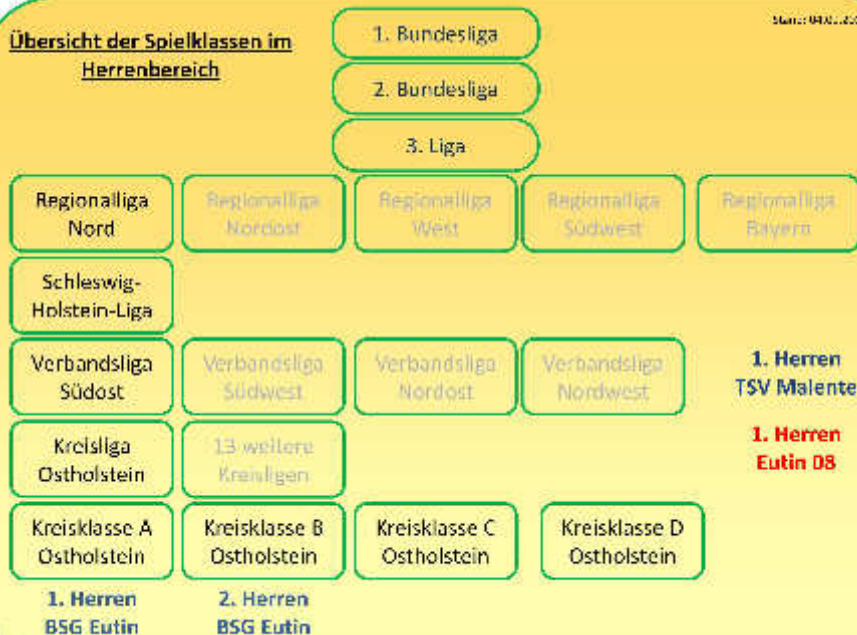 Übersicht der Spielklassen im
Herrenbereich
1. Bundesliga
2. Bundesliga
3. Liga
Regionalliga
Nord
Regionalliga
Nordost
Regionalliga
West
Regionalliga
Südwest
Regionalliga
Bayern
Schleswig-
Holstein-Liga
Verbandsliga
Südost
Verbandsliga
Südwest
Verbandsliga
Nordost
Verbandsliga
Nordwest
1. Herren
TSV Malente
Kreisliga
Ostholstein
13 weitere
Kreisligen
1. Herren
Eutin 08
Kreisklasse A
Ostholstein
Kreisklasse B
Ostholstein
Kreisklasse C
Ostholstein
Kreisklasse D
Ostholstein
1. Herren
BSG Eutin
2. Herren
BSG Eutin